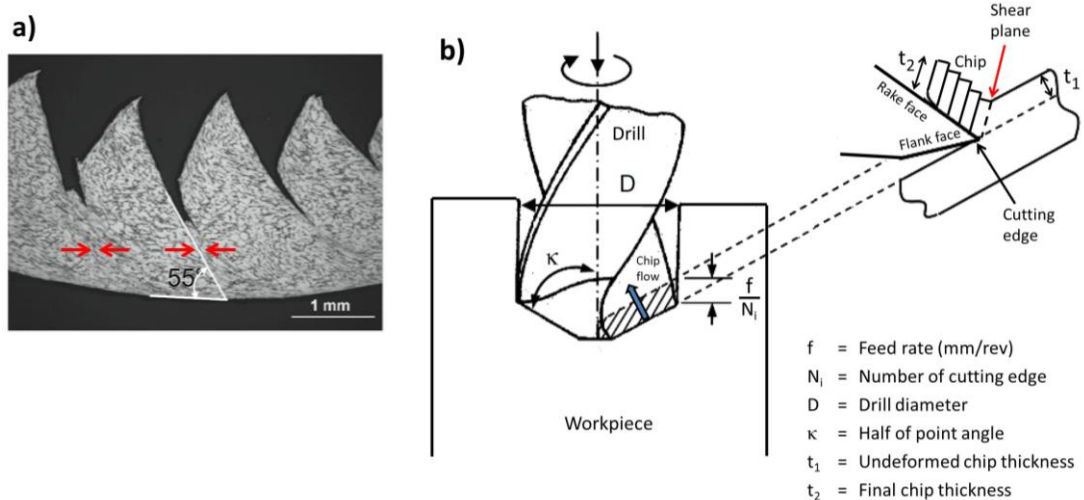 a)
55°
1 mm
b)
Drill
D
κ
Chip
flow
f
N_i
Workpiece
Shear
plane
t₂
Chip
t₁
Rake face
Flank face
Cutting
edge
f = Feed rate (mm/rev)
N_i = Number of cutting edge
D = Drill diameter
κ = Half of point angle
t₁ = Undeformed chip thickness
t₂ = Final chip thickness